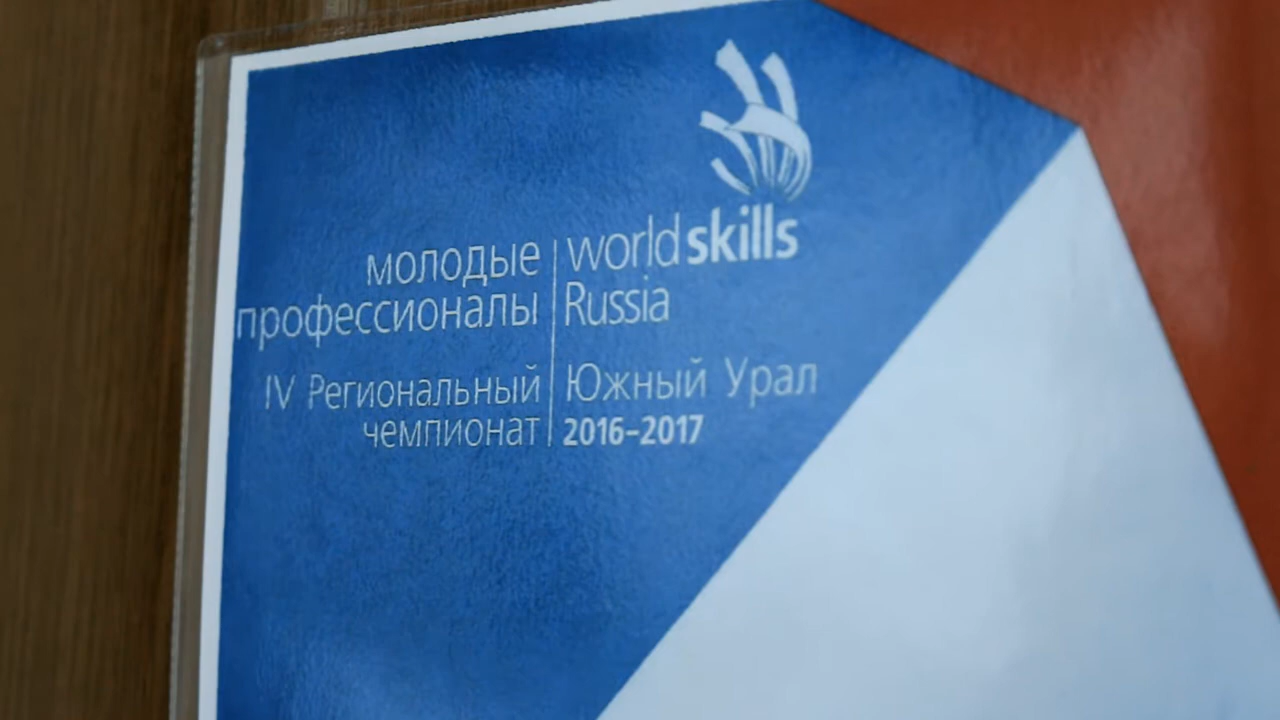 молодые
профессионалы
worldskills
Russia
IV Региональный
чемпионат
Южный Урал
2016-2017